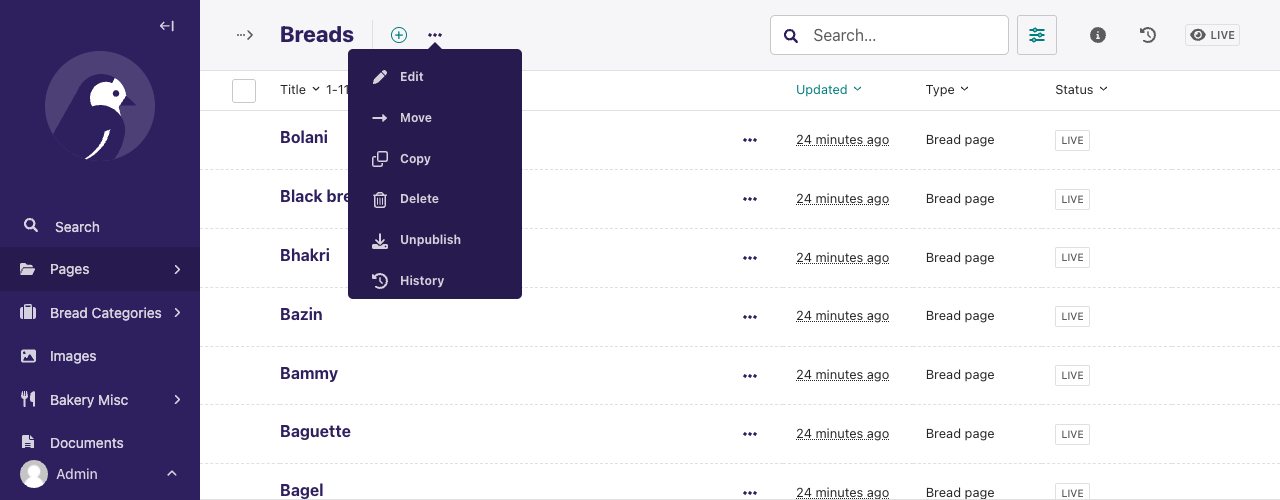 Breads
Search...
LIVE
Edit
Move
Copy
Delete
Unpublish
History
Title 1-11
Updated
Type
Status
Bolani
24 minutes ago
Bread page
LIVE
Black bre
24 minutes ago
Bread page
LIVE
Bhakri
24 minutes ago
Bread page
LIVE
Bazin
24 minutes ago
Bread page
LIVE
Bammy
24 minutes ago
Bread page
LIVE
Baguette
24 minutes ago
Bread page
LIVE
Bagel
24 minutes ago
Bread page
LIVE
Search
Pages
Bread Categories
Images
Bakery Misc
Documents
Admin